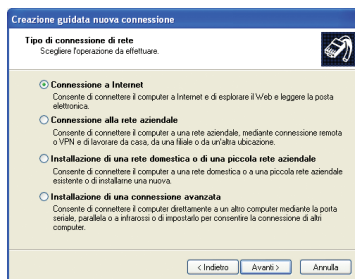 Creazione guidata nuova connessione
Tipo di connessione di rete
Scegliere l'operazione da effettuare.
Connessione a Internet
Consente di connettere il computer a Internet e di esplorare il Web e leggere la posta
elettronica.
Connessione alla rete aziendale
Consente di connettere il computer a una rete aziendale, mediante connessione remota
o VPN e di lavorare da casa, da una filiale o da un'altra ubicazione.
Installazione di una rete domestica o di una piccola rete aziendale
Consente di connettere il computer a una rete domestica o a una piccola rete aziendale
esistente o di installarne una nuova.
Installazione di una connessione avanzata
Consente di connettere il computer direttamente a un altro computer mediante la porta
seriale, parallela o a infrarossi o di impostarlo per consentire la connessione di altri
computer.
< Indietro Avanti > Annulla